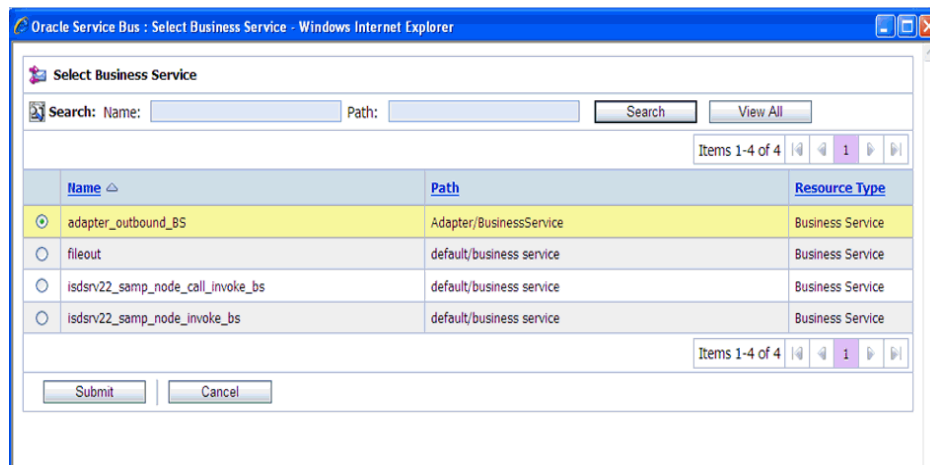 Oracle Service Bus : Select Business Service - Windows Internet Explorer
Select Business Service
Search: Name: Path: Search View All
Items 1-4 of 4 1
Name Path Resource Type
adapter_outbound_BS Adapter/BusinessService Business Service
fileout default/business service Business Service
isdsrv22_samp_node_call_invoke_bs default/business service Business Service
isdsrv22_samp_node_invoke_bs default/business service Business Service
Items 1-4 of 4 1
Submit Cancel